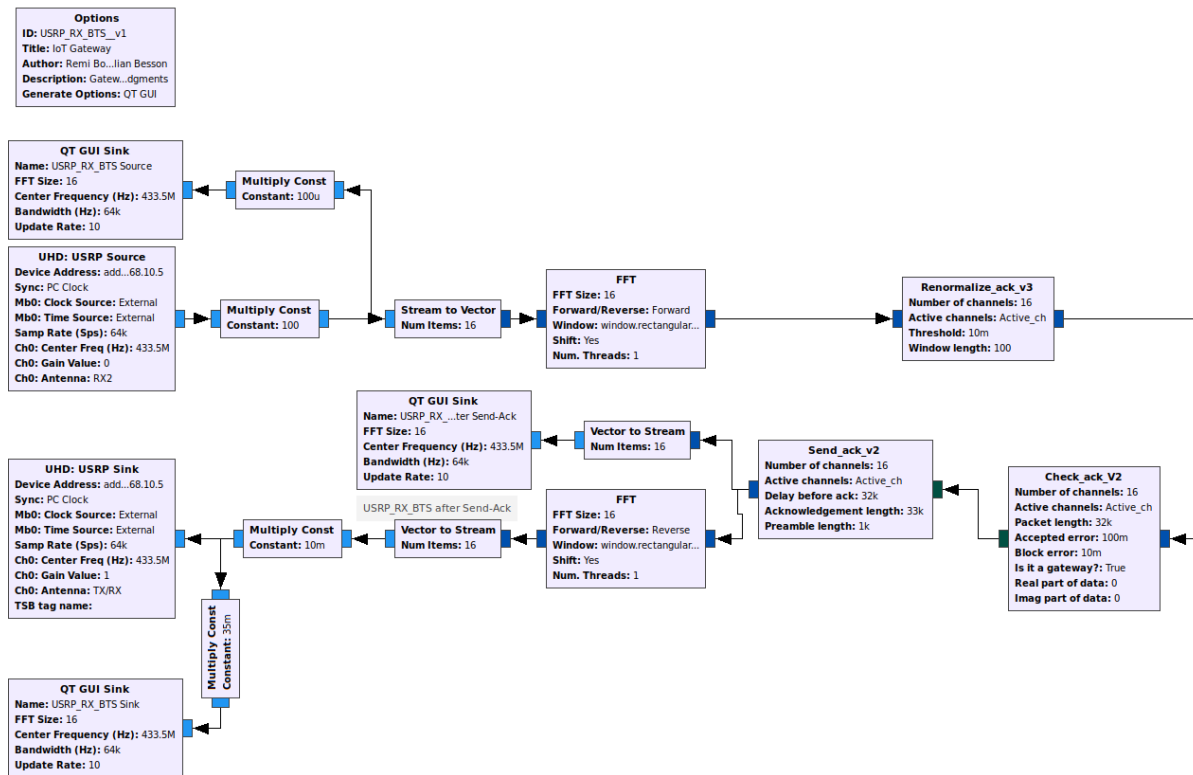 Options
ID: USRP_RX_BTS__v1
Title: IoT Gateway
Author: Remi Bo...lian Besson
Description: Gatew...dgments
Generate Options: QT GUI
QT GUI Sink
Name: USRP_RX_BTS Source
FFT Size: 16
Center Frequency (Hz): 433.5M
Bandwidth (Hz): 64k
Update Rate: 10
Multiply Const
Constant: 100u
UHD: USRP Source
Device Address: add...68.10.5
Sync: PC Clock
Mb0: Clock Source: External
Mb0: Time Source: External
Samp Rate (Sps): 64k
Ch0: Center Freq (Hz): 433.5M
Ch0: Gain Value: 0
Ch0: Antenna: RX2
Multiply Const
Constant: 100
Stream to Vector
Num Items: 16
FFT
FFT Size: 16
Forward/Reverse: Forward
Window: window.rectangular...
Shift: Yes
Num. Threads: 1
Renormalize_ack_v3
Number of channels: 16
Active channels: Active_ch
Threshold: 10m
Window length: 100
QT GUI Sink
Name: USRP_RX_...ter Send-Ack
FFT Size: 16
Center Frequency (Hz): 433.5M
Bandwidth (Hz): 64k
Update Rate: 10
Vector to Stream
Num Items: 16
Send_ack_v2
Number of channels: 16
Active channels: Active_ch
Delay before ack: 32k
Acknowledgement length: 33k
Preamble length: 1k
Check_ack_V2
Number of channels: 16
Active channels: Active_ch
Packet length: 32k
Accepted error: 100m
Block error: 10m
Is it a gateway?: True
Real part of data: 0
Imag part of data: 0
UHD: USRP Sink
Device Address: add...68.10.5
Sync: PC Clock
Mb0: Clock Source: External
Mb0: Time Source: External
Samp Rate (Sps): 64k
Ch0: Center Freq (Hz): 433.5M
Ch0: Gain Value: 1
Ch0: Antenna: TX/RX
TSB tag name:
Multiply Const
Constant: 10m
USRP_RX_BTS after Send-Ack
Vector to Stream
Num Items: 16
FFT
FFT Size: 16
Forward/Reverse: Reverse
Window: window.rectangular...
Shift: Yes
Num. Threads: 1
Multiply Const
Constant: 35m
QT GUI Sink
Name: USRP_RX_BTS Sink
FFT Size: 16
Center Frequency (Hz): 433.5M
Bandwidth (Hz): 64k
Update Rate: 10